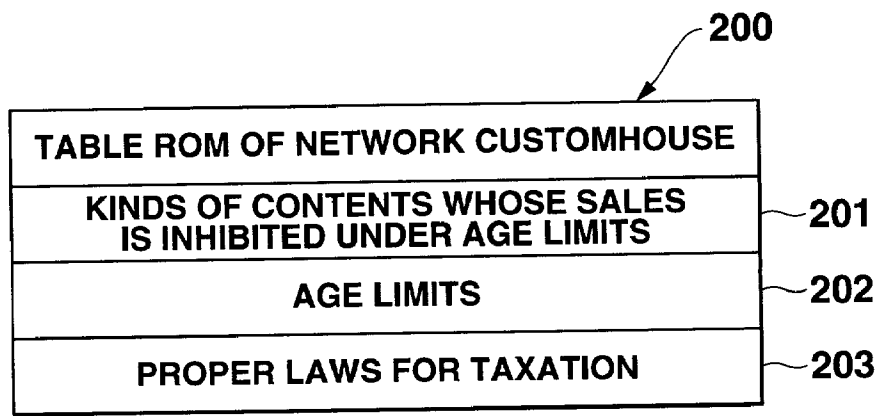 200
TABLE ROM OF NETWORK CUSTOMHOUSE
KINDS OF CONTENTS WHOSE SALES
IS INHIBITED UNDER AGE LIMITS
201
AGE LIMITS
202
PROPER LAWS FOR TAXATION
203